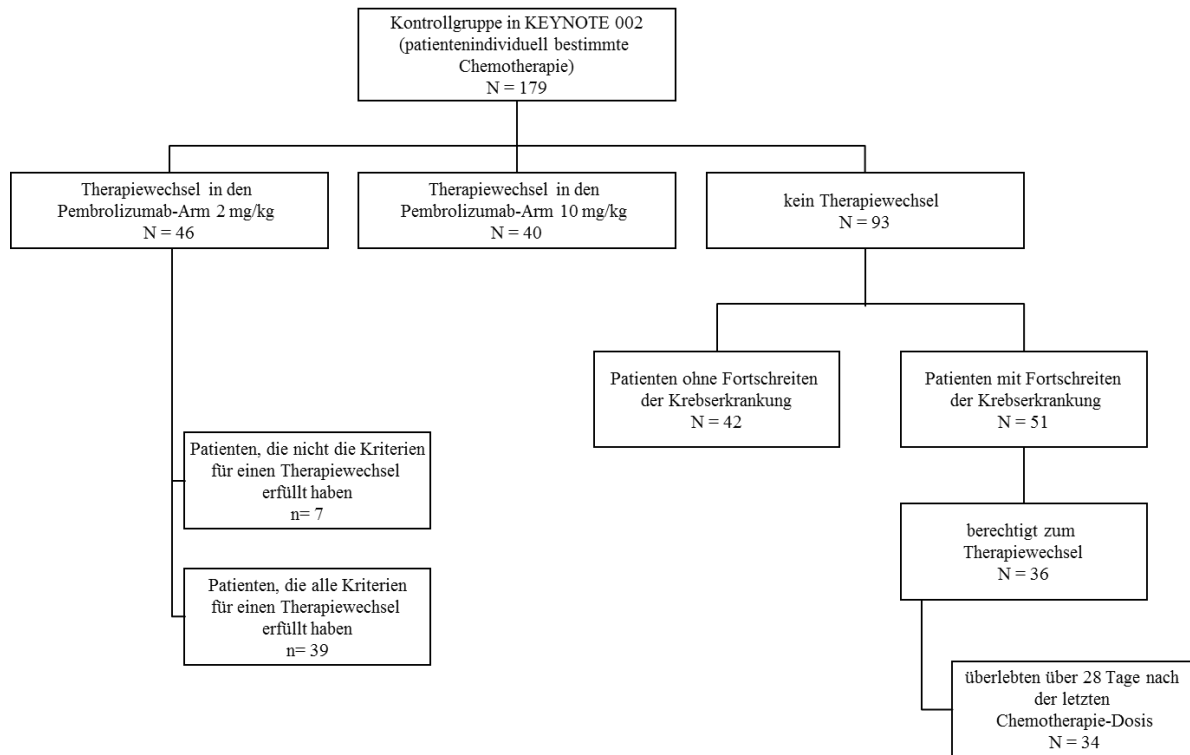 Kontrollgruppe in KEYNOTE 002
(patientenindividuell bestimmte
Chemotherapie)
N = 179
Therapiewechsel in den
Pembrolizumab-Arm 2 mg/kg
N = 46
Therapiewechsel in den
Pembrolizumab-Arm 10 mg/kg
N = 40
kein Therapiewechsel
N = 93
Patienten ohne Fortschreiten
der Krebserkrankung
N = 42
Patienten mit Fortschreiten
der Krebserkrankung
N = 51
Patienten, die nicht die Kriterien
für einen Therapiewechsel
erfüllt haben
n= 7
berechtigt zum
Therapiewechsel
N = 36
Patienten, die alle Kriterien
für einen Therapiewechsel
erfüllt haben
n= 39
überlebten über 28 Tage nach
der letzten
Chemotherapie-Dosis
N = 34